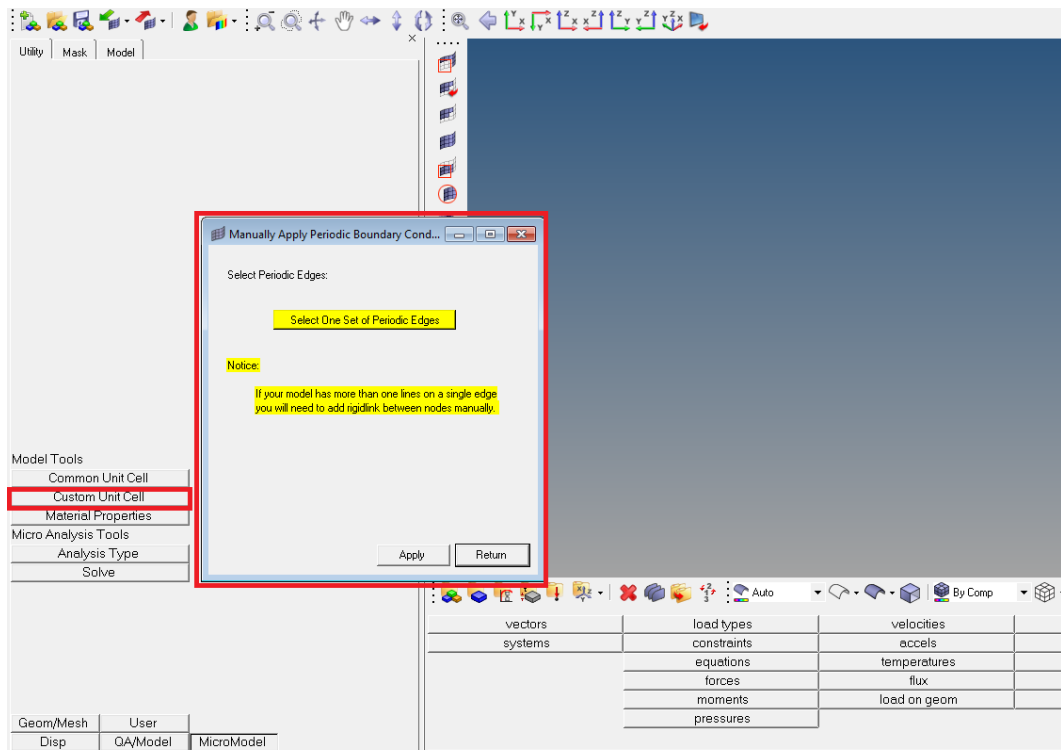 Utility Mask Model
Manually Apply Periodic Boundary Cond...
Select Periodic Edges:
Select One Set of Periodic Edges
Notice:
If your model has more than one lines on a single edge
you will need to add rigidlink between nodes manually.
Apply Return
Model Tools
Common Unit Cell
Custom Unit Cell
Material Properties
Micro Analysis Tools
Analysis Type
Solve
Auto By Comp
vectors load types velocities
systems constraints accels
equations temperatures
forces flux
moments load on geom
pressures
Geom/Mesh User
Disp QA/Model MicroModel